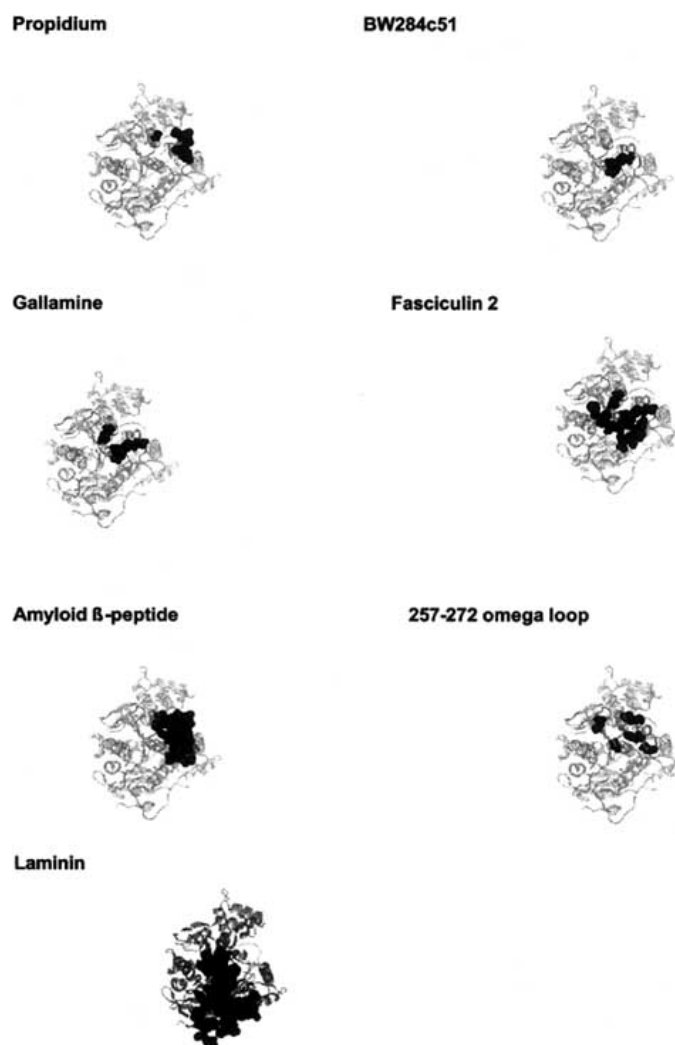 Propidium
BW284c51
Gallamine
Fasciculin 2
Amyloid ß-peptide
257-272 omega loop
Laminin